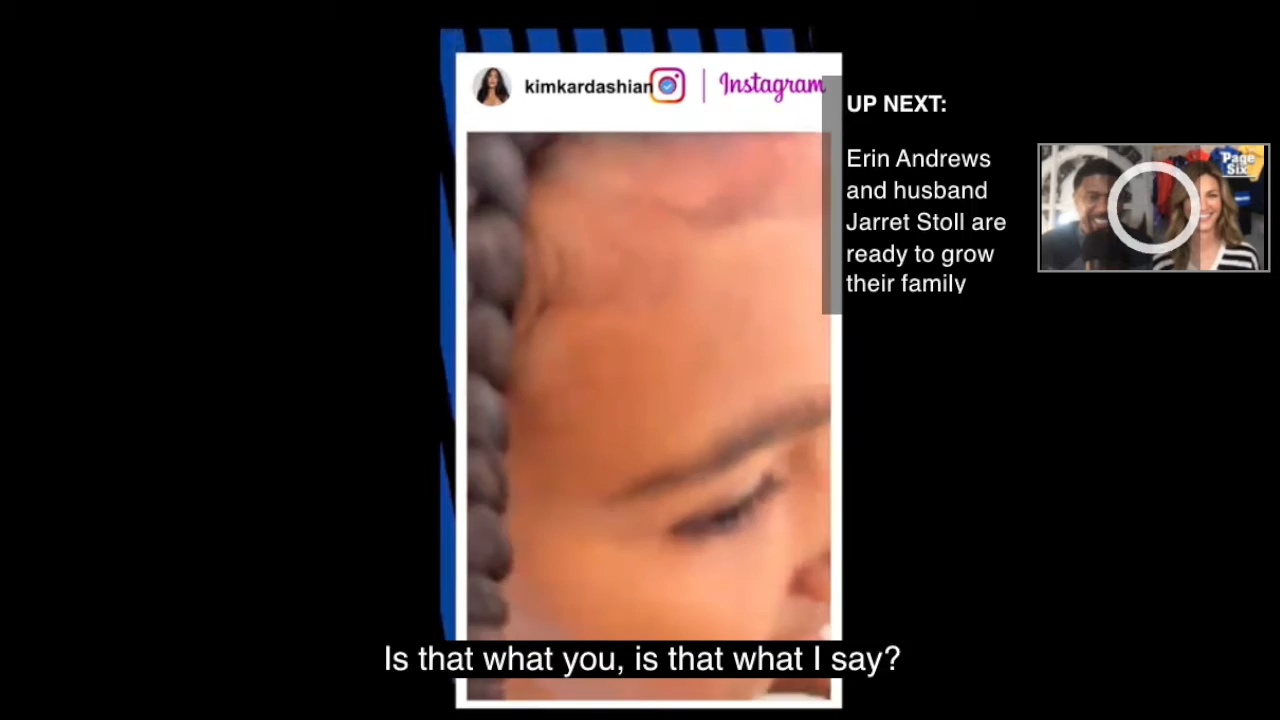 kimkardashian
Instagram
UP NEXT:
Erin Andrews
and husband
Jarret Stoll are
ready to grow
their family
Page
Six
Is that what you, is that what I say?